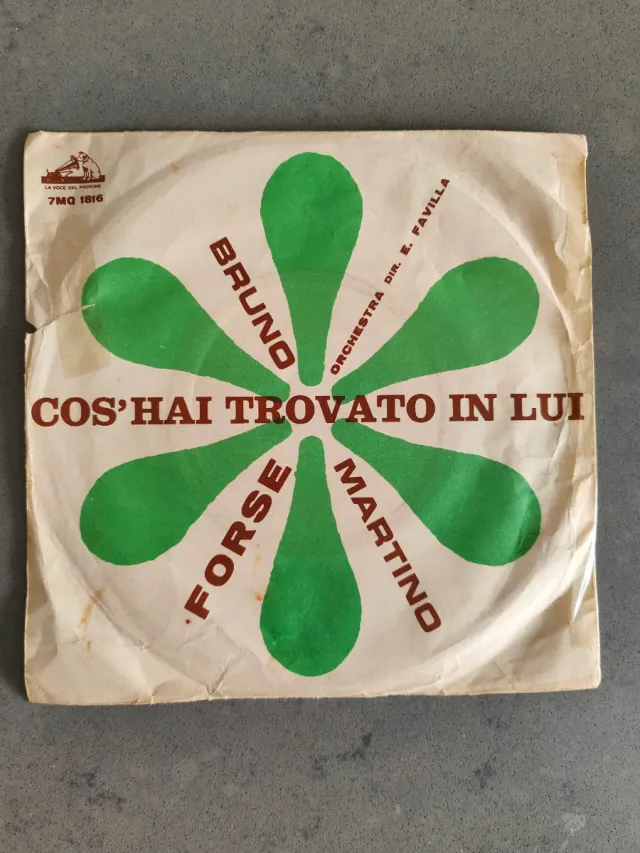 LA VOCE DEL PADRONE
7MQ 1816
BRUNO
ORCHESTRA DIR. E. FAVILLA
COS'HAI TROVATO IN LUI
FORSE
MARTINO